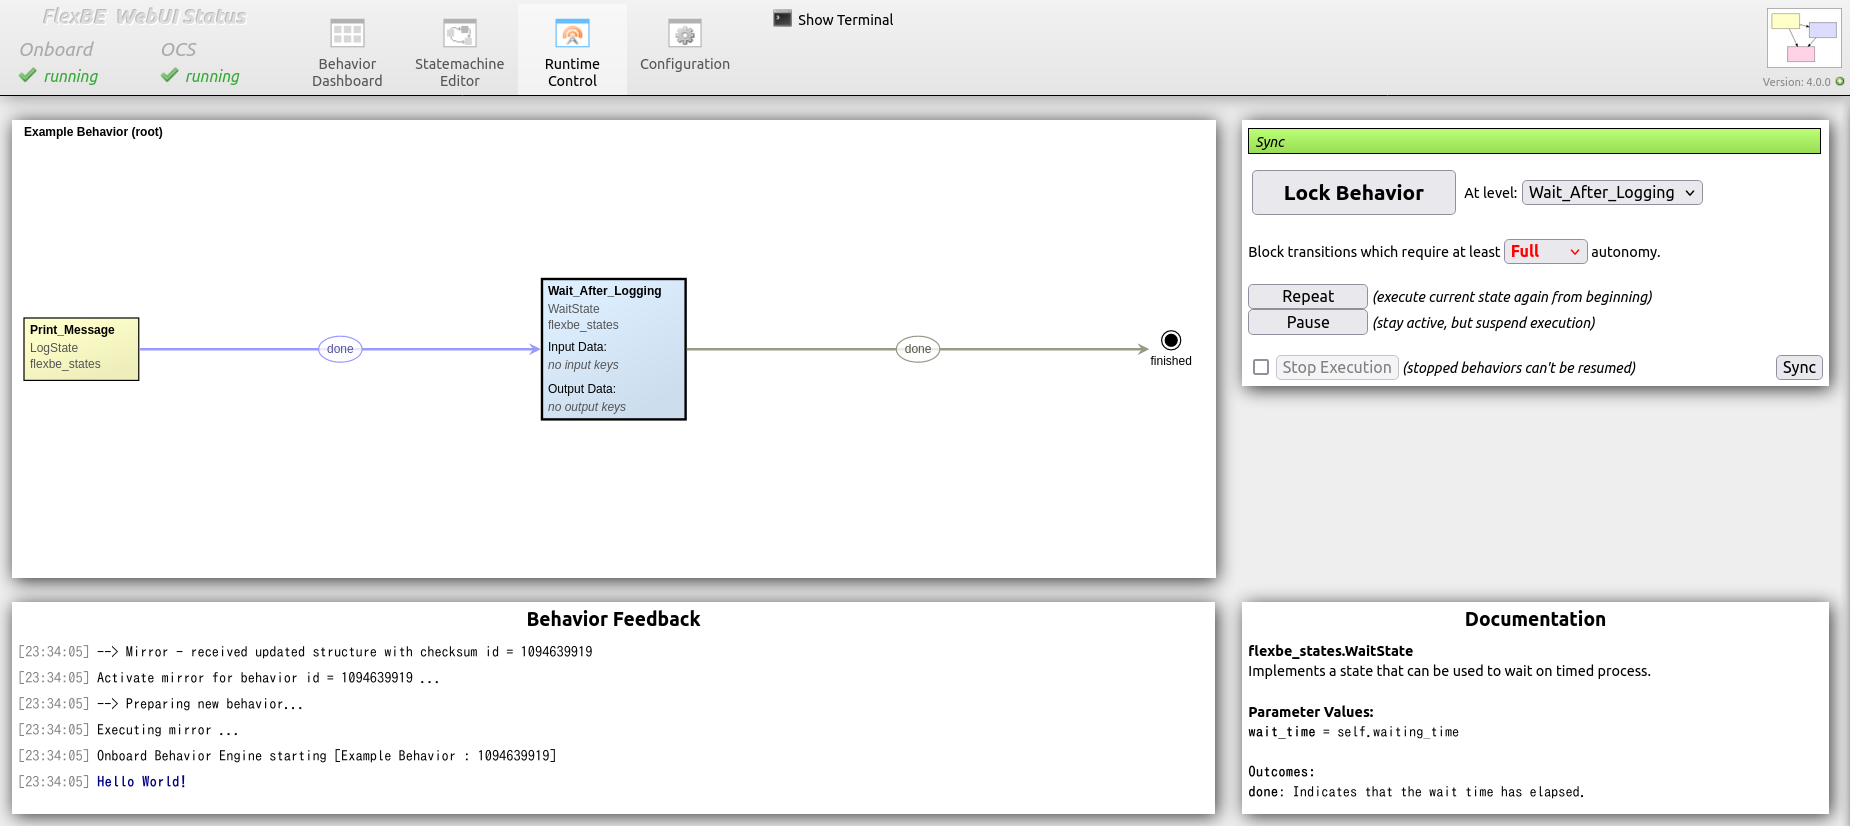 FlexBE WebUI Status
Onboard
OCS
running
running
Behavior
Dashboard
Statemachine
Editor
Runtime
Control
Configuration
Show Terminal
Version: 4.0.0
Example Behavior (root)
Print_Message
LogState
flexbe_states
done
Wait_After_Logging
WaitState
flexbe_states
Input Data:
no input keys
Output Data:
no output keys
done
finished
Sync
Lock Behavior At level: Wait_After_Logging
Block transitions which require at least Full autonomy.
Repeat (execute current state again from beginning)
Pause (stay active, but suspend execution)
Stop Execution (stopped behaviors can't be resumed) Sync
Behavior Feedback
[23:34:05] --> Mirror - received updated structure with checksum id = 1094639919
[23:34:05] Activate mirror for behavior id = 1094639919 ...
[23:34:05] --> Preparing new behavior...
[23:34:05] Executing mirror ...
[23:34:05] Onboard Behavior Engine starting [Example Behavior : 1094639919]
[23:34:05] Hello World!
Documentation
flexbe_states.WaitState
Implements a state that can be used to wait on timed process.
Parameter Values:
wait_time = self.waiting_time
Outcomes:
done: Indicates that the wait time has elapsed.